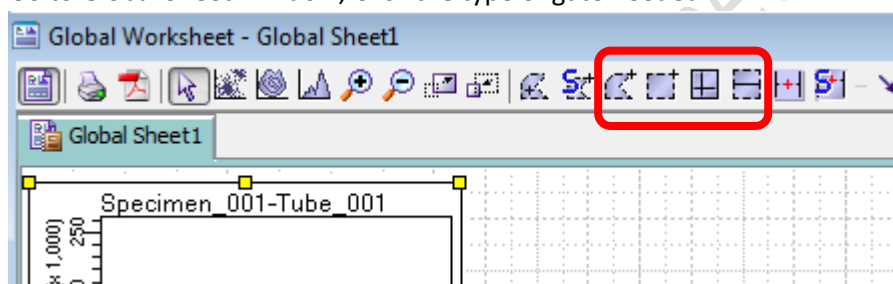 Global Worksheet - Global Sheet1
Global Sheet1
Specimen_001-Tube_001
250
(x 1,000)